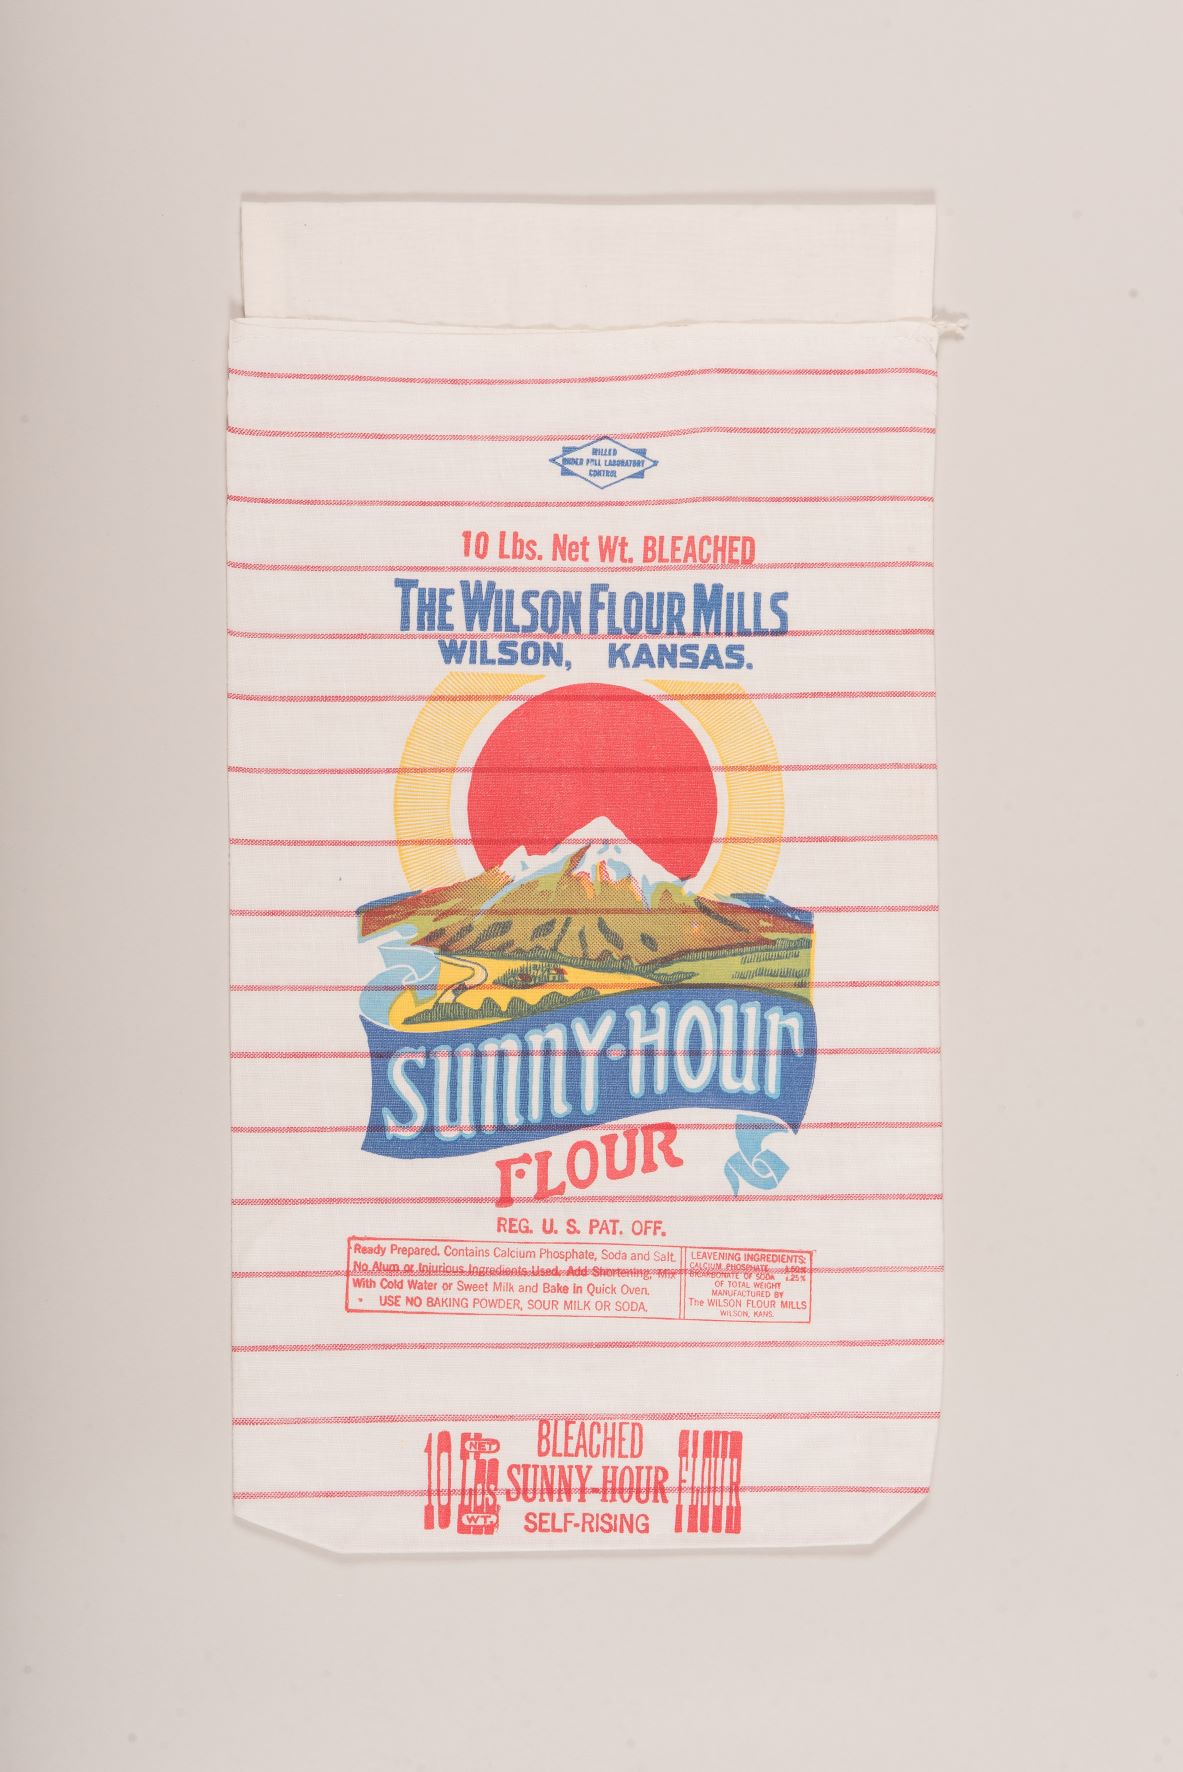 MILLED
UNDER FULL LABORATORY
CONTROL
10 Lbs. Net Wt. BLEACHED
THE WILSON FLOUR MILLS
WILSON, KANSAS.
SUNNY-HOUR
FLOUR
REG. U. S. PAT. OFF.
Ready Prepared. Contains Calcium Phosphate, Soda and Salt.
No Alum or Injurious Ingredients Used. Add Shortening, Mix
With Cold Water or Sweet Milk and Bake in Quick Oven.
USE NO BAKING POWDER, SOUR MILK OR SODA.
LEAVENING INGREDIENTS:
CALCIUM PHOSPHATE
BICARBONATE OF SODA 1.25%
OF TOTAL WEIGHT
MANUFACTURED BY
The WILSON FLOUR MILLS
WILSON, KANS.
10 LBS NET WT.
BLEACHED
SUNNY-HOUR
SELF-RISING
FLOUR